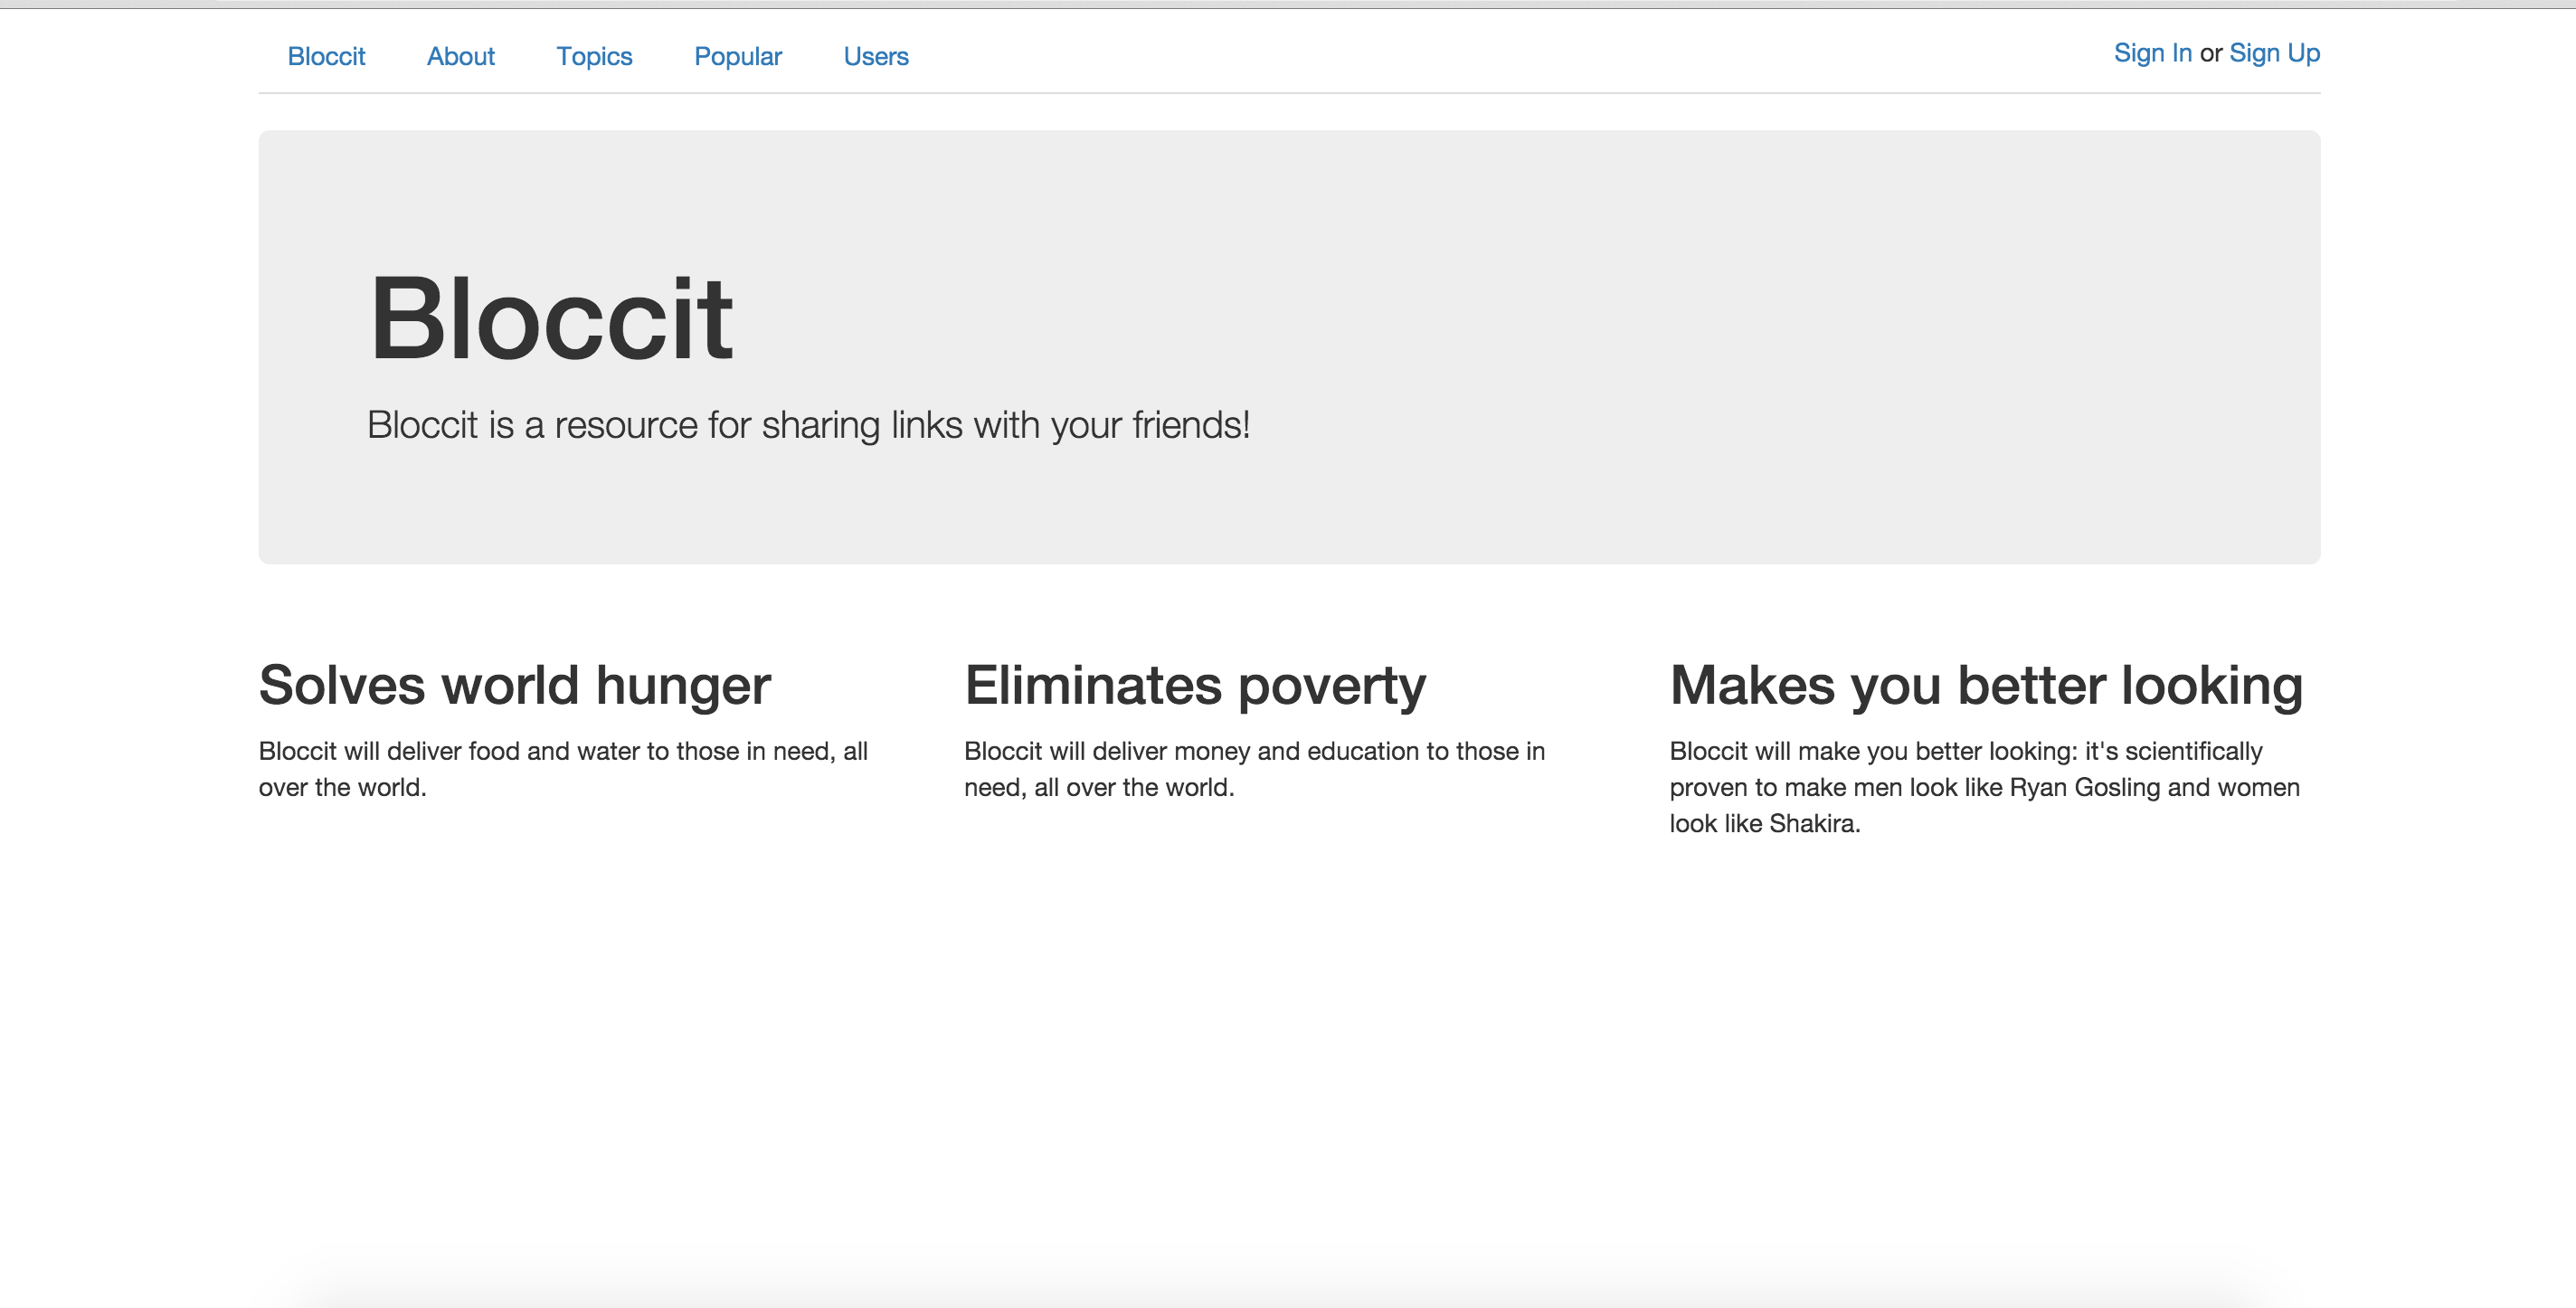 Bloccit About Topics Popular Users Sign In or Sign Up
Bloccit
Bloccit is a resource for sharing links with your friends!
Solves world hunger
Bloccit will deliver food and water to those in need, all
over the world.
Eliminates poverty
Bloccit will deliver money and education to those in
need, all over the world.
Makes you better looking
Bloccit will make you better looking: it's scientifically
proven to make men look like Ryan Gosling and women
look like Shakira.